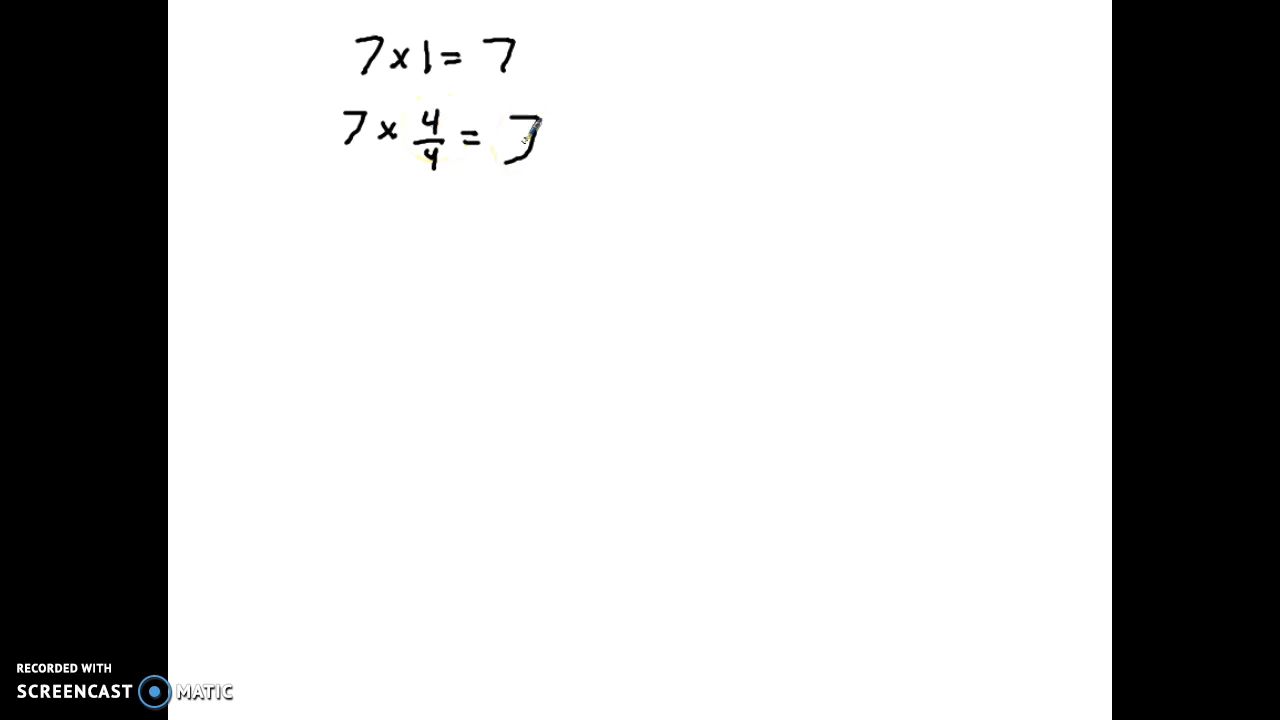 7 × 1 = 7
7 × 4/4 = 7
RECORDED WITH
SCREENCAST MATIC